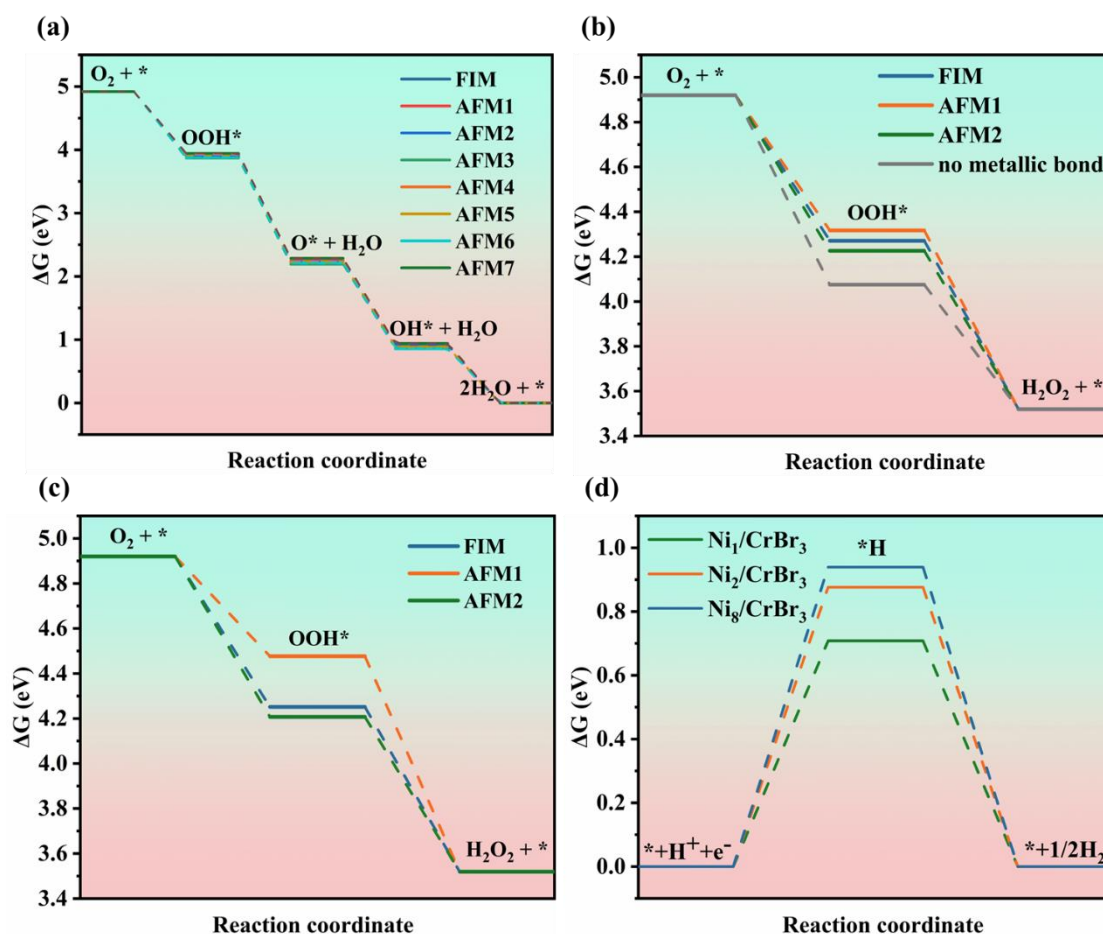 (a)
O₂ + *
OOH*
O* + H₂O
OH* + H₂O
2H₂O + *
FIM
AFM1
AFM2
AFM3
AFM4
AFM5
AFM6
AFM7
5
4
3
2
1
0
ΔG (eV)
Reaction coordinate
(b)
O₂ + *
OOH*
H₂O₂ + *
FIM
AFM1
AFM2
no metallic bond
5.0
4.8
4.6
4.4
4.2
4.0
3.8
3.6
3.4
ΔG (eV)
Reaction coordinate
(c)
O₂ + *
OOH*
H₂O₂ + *
FIM
AFM1
AFM2
5.0
4.8
4.6
4.4
4.2
4.0
3.8
3.6
3.4
ΔG (eV)
Reaction coordinate
(d)
Ni₁/CrBr₃
Ni₂/CrBr₃
Ni₈/CrBr₃
*H
*+H⁺+e⁻
*+1/2H₂
1.0
0.8
0.6
0.4
0.2
0.0
ΔG (eV)
Reaction coordinate